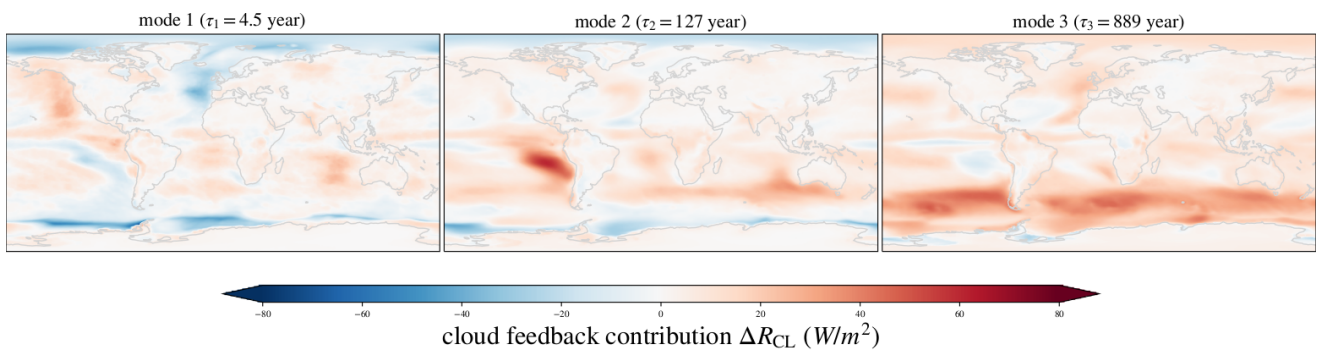 mode 1 (τ₁ = 4.5 year)
mode 2 (τ₂ = 127 year)
mode 3 (τ₃ = 889 year)
−80 −60 −40 −20 0 20 40 60 80
cloud feedback contribution ΔR_CL (W/m²)